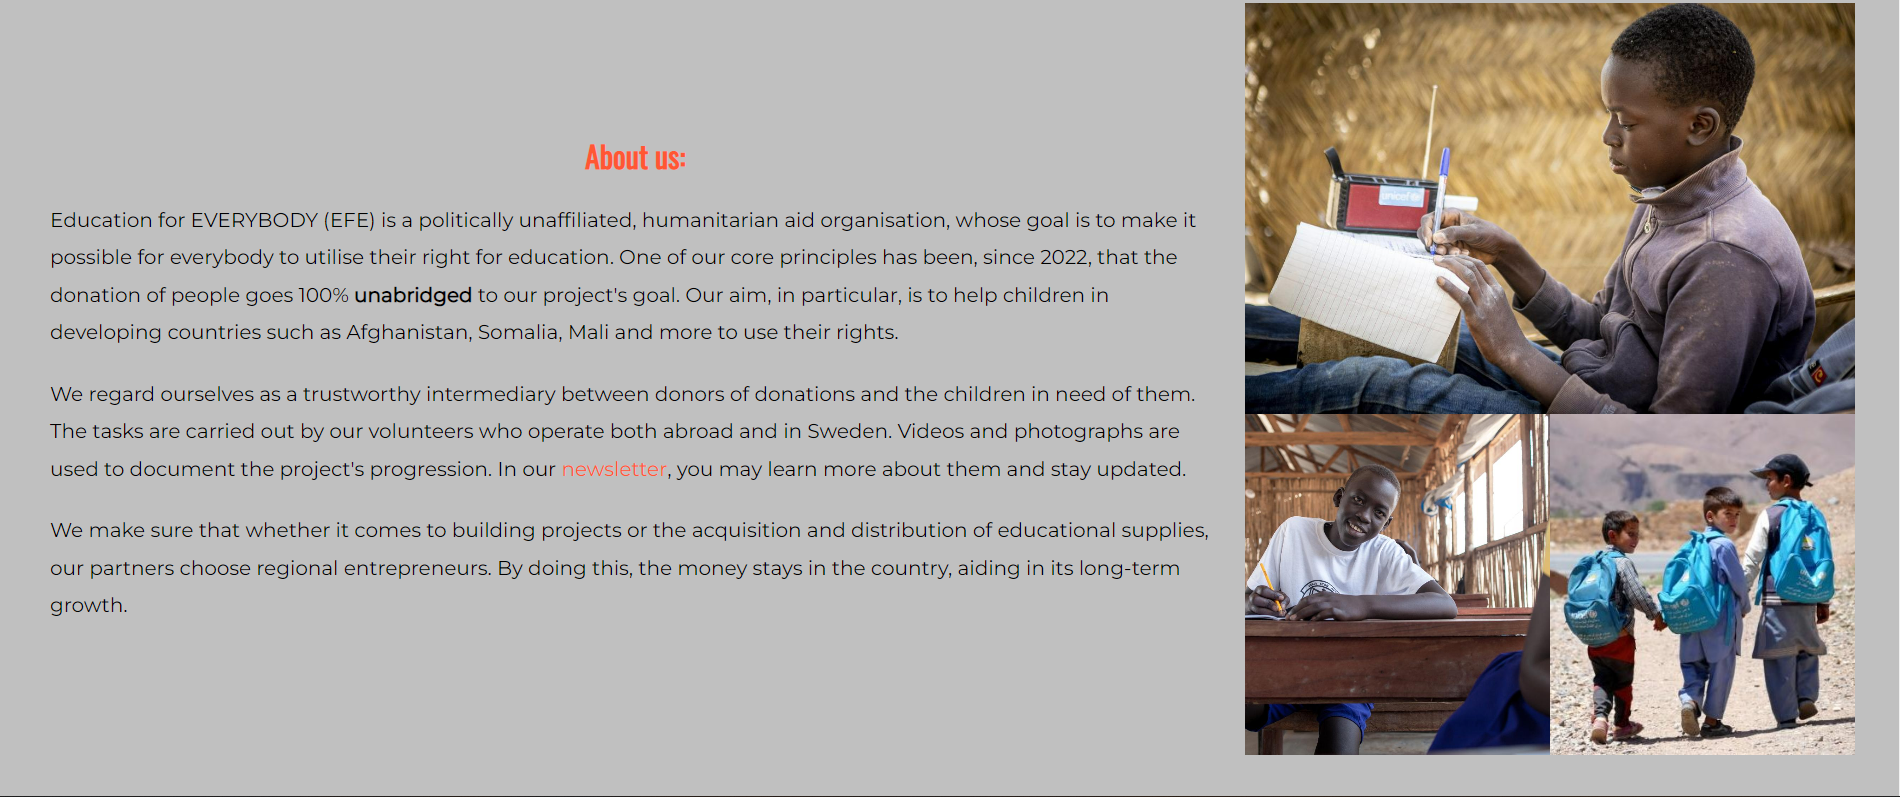 About us:
Education for EVERYBODY (EFE) is a politically unaffiliated, humanitarian aid organisation, whose goal is to make it
possible for everybody to utilise their right for education. One of our core principles has been, since 2022, that the
donation of people goes 100% unabridged to our project's goal. Our aim, in particular, is to help children in
developing countries such as Afghanistan, Somalia, Mali and more to use their rights.
We regard ourselves as a trustworthy intermediary between donors of donations and the children in need of them.
The tasks are carried out by our volunteers who operate both abroad and in Sweden. Videos and photographs are
used to document the project's progression. In our newsletter, you may learn more about them and stay updated.
We make sure that whether it comes to building projects or the acquisition and distribution of educational supplies,
our partners choose regional entrepreneurs. By doing this, the money stays in the country, aiding in its long-term
growth.
unicef